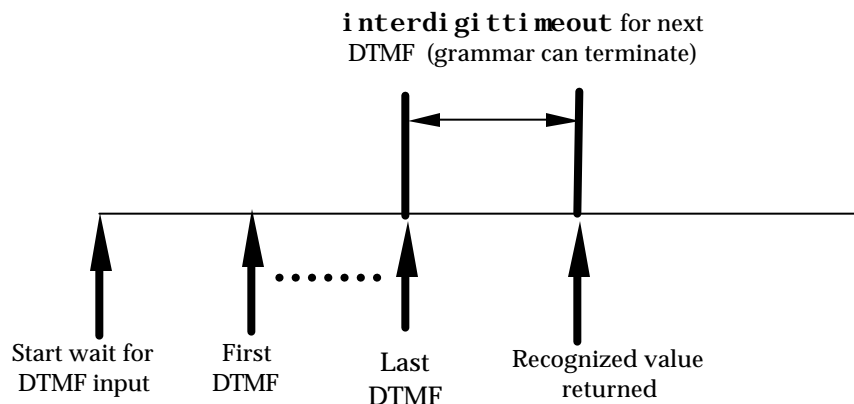 interdigittimeout for next
DTMF (grammar can terminate)
Start wait for
DTMF input
First
DTMF
Last
DTMF
Recognized value
returned